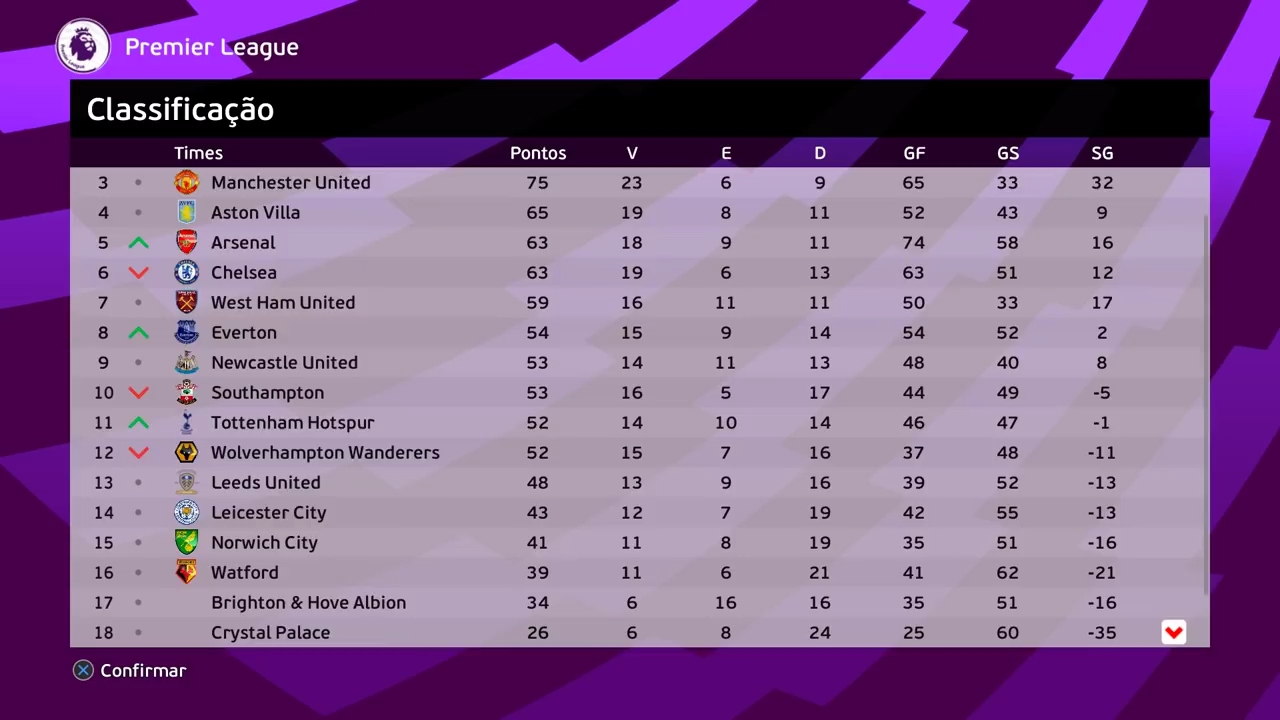 Premier League
Classificação
Times Pontos V E D GF GS SG
3 Manchester United 75 23 6 9 65 33 32
4 Aston Villa 65 19 8 11 52 43 9
5 Arsenal 63 18 9 11 74 58 16
6 Chelsea 63 19 6 13 63 51 12
7 West Ham United 59 16 11 11 50 33 17
8 Everton 54 15 9 14 54 52 2
9 Newcastle United 53 14 11 13 48 40 8
10 Southampton 53 16 5 17 44 49 -5
11 Tottenham Hotspur 52 14 10 14 46 47 -1
12 Wolverhampton Wanderers 52 15 7 16 37 48 -11
13 Leeds United 48 13 9 16 39 52 -13
14 Leicester City 43 12 7 19 42 55 -13
15 Norwich City 41 11 8 19 35 51 -16
16 Watford 39 11 6 21 41 62 -21
17 Brighton & Hove Albion 34 6 16 16 35 51 -16
18 Crystal Palace 26 6 8 24 25 60 -35
Confirmar